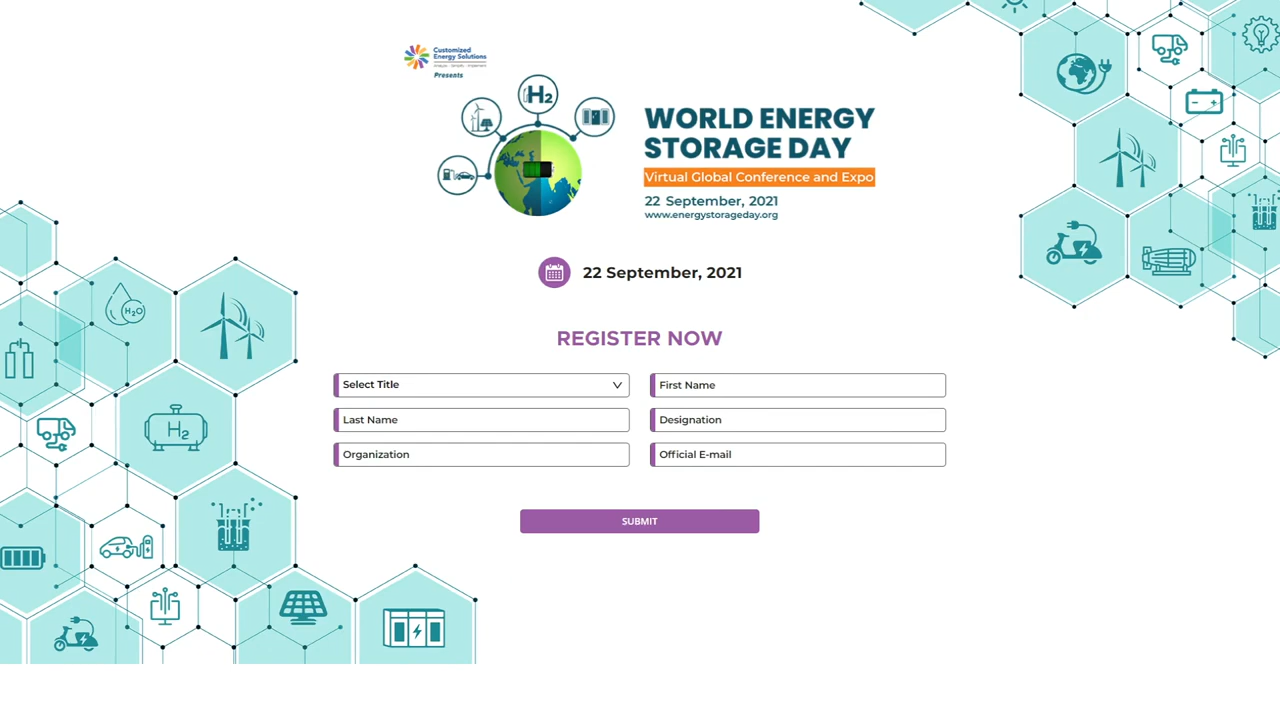 Customized
Energy Solutions
Presents
H2
WORLD ENERGY
STORAGE DAY
Virtual Global Conference and Expo
22 September, 2021
www.energystorageday.org
22 September, 2021
REGISTER NOW
Select Title
First Name
Last Name
Designation
Organization
Official E-mail
SUBMIT
H₂O
H₂